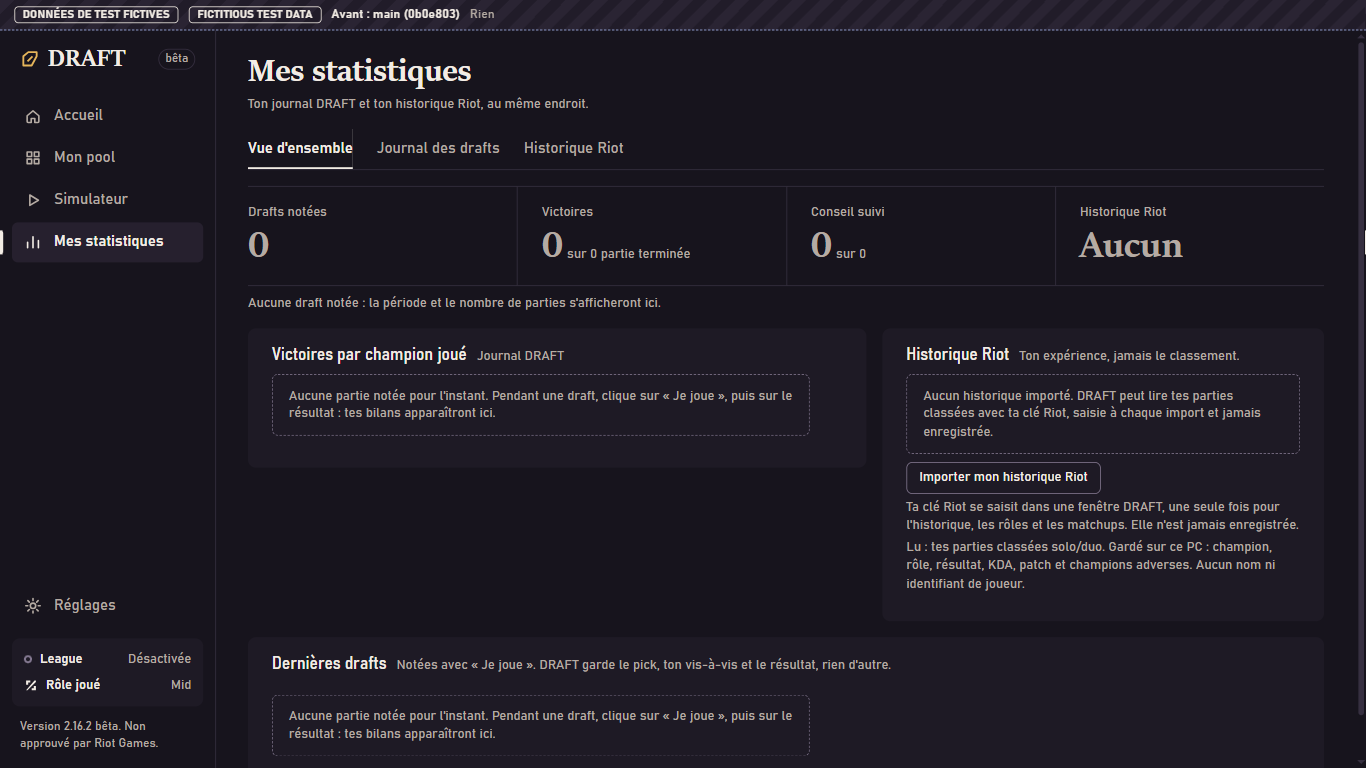 DONNÉES DE TEST FICTIVES FICTITIOUS TEST DATA Avant : main (0b0e803) Rien
DRAFT bêta
Accueil
Mon pool
Simulateur
Mes statistiques
Réglages
League Désactivée
Rôle joué Mid
Version 2.16.2 bêta. Non
approuvé par Riot Games.
Mes statistiques
Ton journal DRAFT et ton historique Riot, au même endroit.
Vue d'ensemble Journal des drafts Historique Riot
Drafts notées
0
Victoires
0 sur 0 partie terminée
Conseil suivi
0 sur 0
Historique Riot
Aucun
Aucune draft notée : la période et le nombre de parties s'afficheront ici.
Victoires par champion joué Journal DRAFT
Aucune partie notée pour l'instant. Pendant une draft, clique sur « Je joue », puis sur le
résultat : tes bilans apparaîtront ici.
Historique Riot Ton expérience, jamais le classement.
Aucun historique importé. DRAFT peut lire tes parties
classées avec ta clé Riot, saisie à chaque import et jamais
enregistrée.
Importer mon historique Riot
Ta clé Riot se saisit dans une fenêtre DRAFT, une seule fois pour
l'historique, les rôles et les matchups. Elle n'est jamais enregistrée.
Lu : tes parties classées solo/duo. Gardé sur ce PC : champion,
rôle, résultat, KDA, patch et champions adverses. Aucun nom ni
identifiant de joueur.
Dernières drafts Notées avec « Je joue ». DRAFT garde le pick, ton vis-à-vis et le résultat, rien d'autre.
Aucune partie notée pour l'instant. Pendant une draft, clique sur « Je joue », puis sur le
résultat : tes bilans apparaîtront ici.